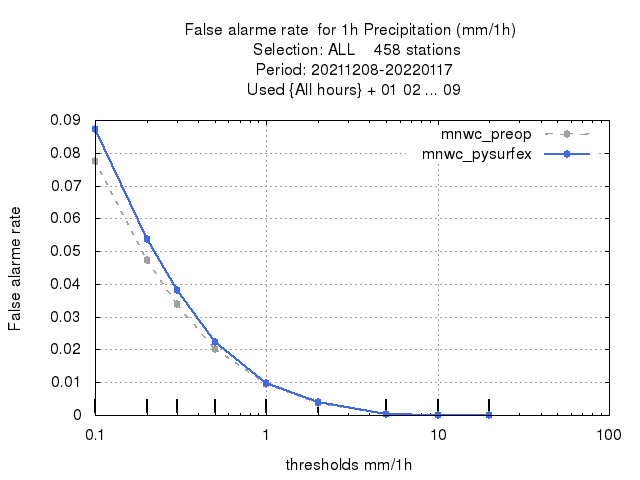 False alarme rate  for 1h Precipitation (mm/1h)
Selection: ALL    458 stations
Period: 20211208-20220117
Used {All hours} + 01 02 ... 09
mnwc_preop
mnwc_pysurfex
False alarme rate
0.09
0.08
0.07
0.06
0.05
0.04
0.03
0.02
0.01
0
0.1
1
10
100
thresholds mm/1h